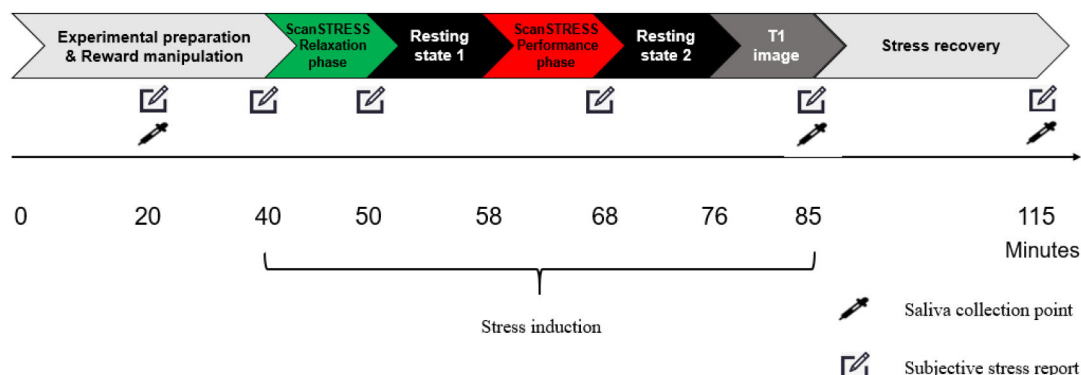 Experimental preparation
& Reward manipulation
ScanSTRESS
Relaxation
phase
Resting
state 1
ScanSTRESS
Performance
phase
Resting
state 2
T1
image
Stress recovery
0 20 40 50 58 68 76 85 115
Minutes
Stress induction
Saliva collection point
Subjective stress report